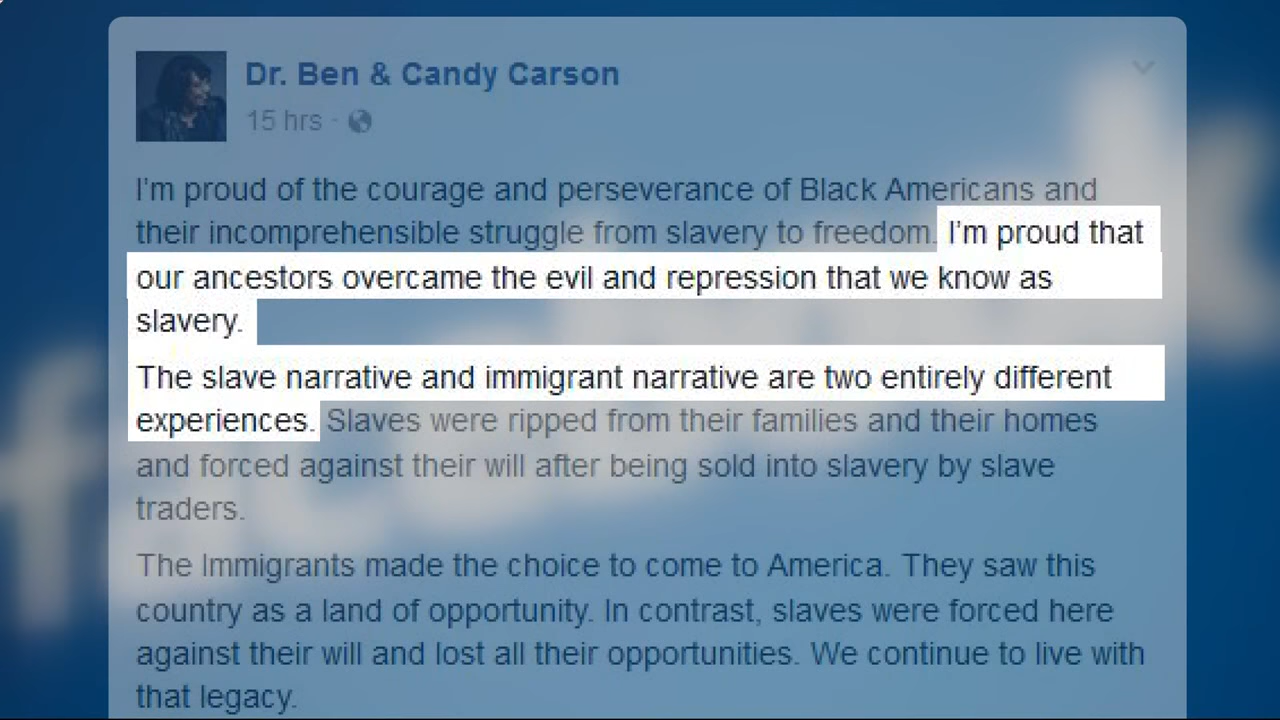 Dr. Ben & Candy Carson
15 hrs ·
I'm proud of the courage and perseverance of Black Americans and
their incomprehensible struggle from slavery to freedom. I'm proud that
our ancestors overcame the evil and repression that we know as
slavery.
The slave narrative and immigrant narrative are two entirely different
experiences. Slaves were ripped from their families and their homes
and forced against their will after being sold into slavery by slave
traders.
The Immigrants made the choice to come to America. They saw this
country as a land of opportunity. In contrast, slaves were forced here
against their will and lost all their opportunities. We continue to live with
that legacy.